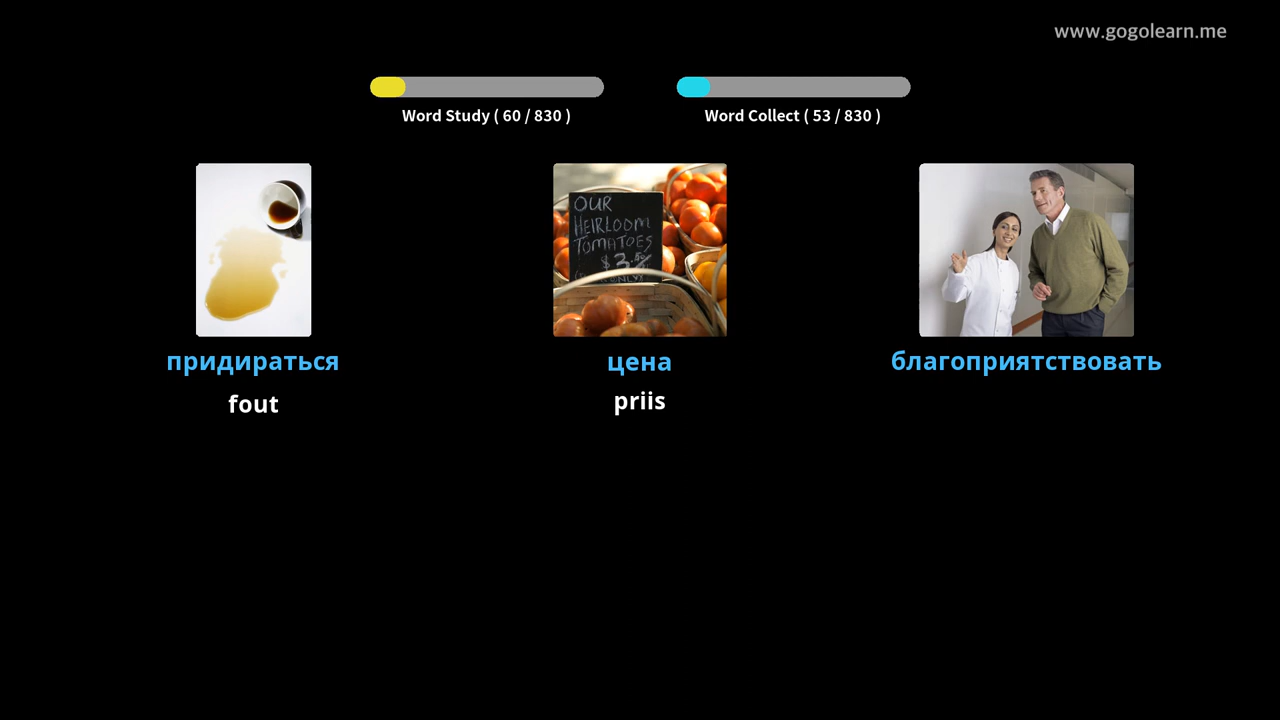 www.gogolearn.me
Word Study ( 60 / 830 )
Word Collect ( 53 / 830 )
OUR
HEIRLOOM
TOMATOES
придираться
цена
благоприятствовать
fout
priis